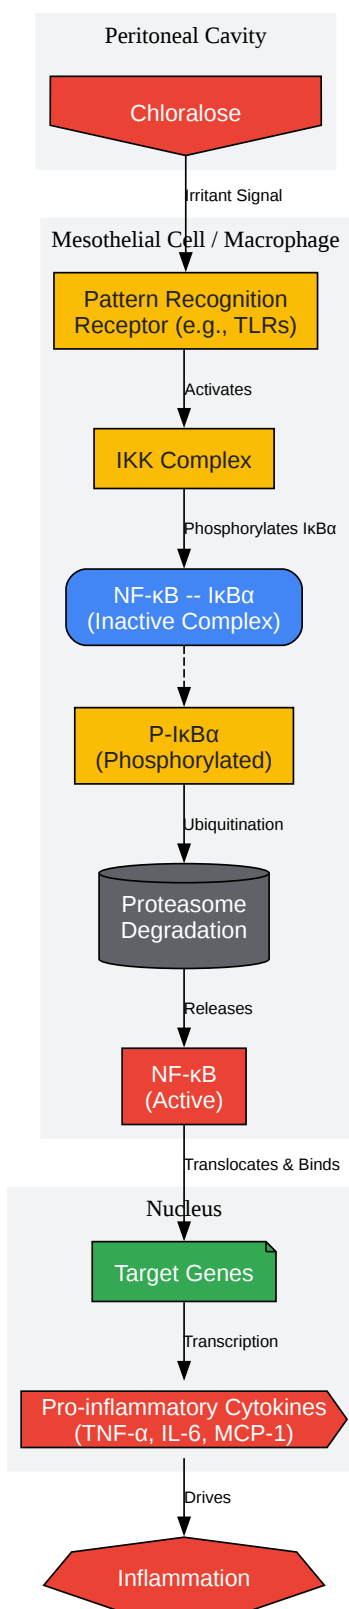 Peritoneal Cavity
Chloralose
Irritant Signal
Mesothelial Cell / Macrophage
Pattern Recognition
Receptor (e.g., TLRs)
Activates
IKK Complex
Phosphorylates IκBα
NF-κB -- IκBα
(Inactive Complex)
P-IκBα
(Phosphorylated)
Ubiquitination
Proteasome
Degradation
Releases
NF-κB
(Active)
Translocates & Binds
Nucleus
Target Genes
Transcription
Pro-inflammatory Cytokines
(TNF-α, IL-6, MCP-1)
Drives
Inflammation